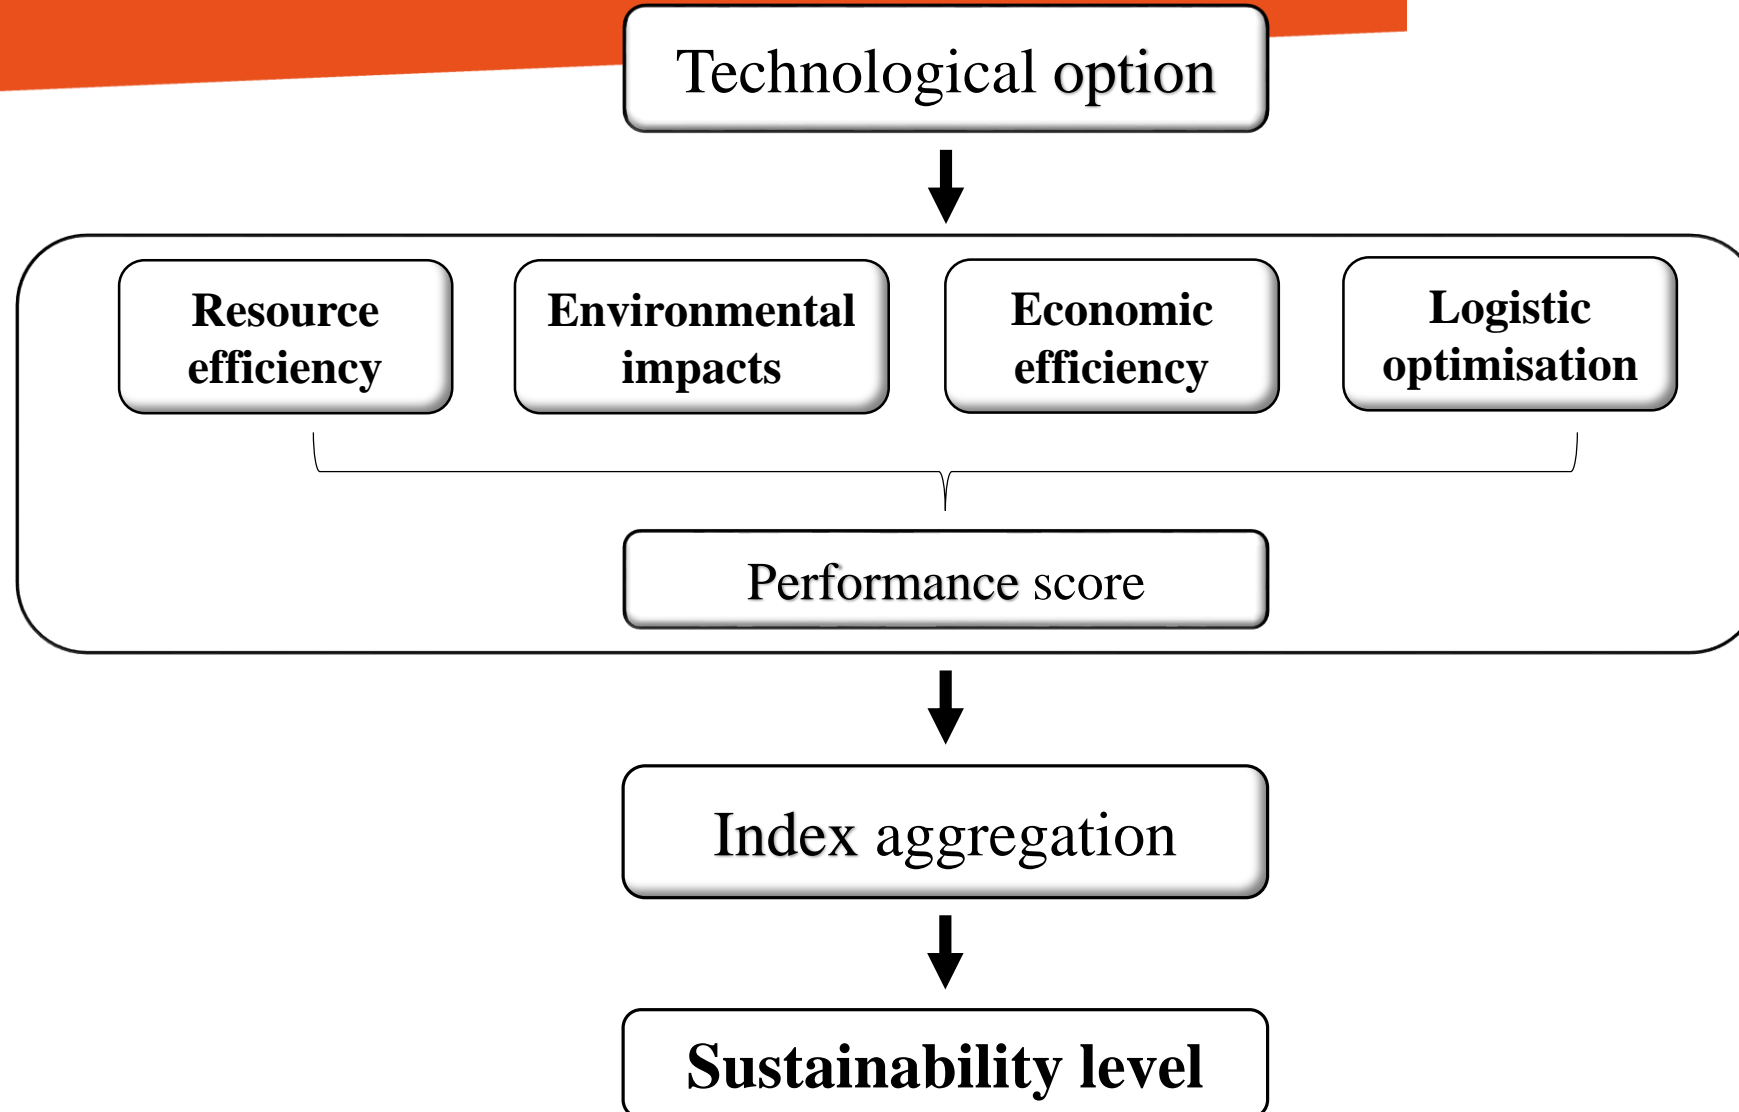 Technological option
Resource
efficiency
Environmental
impacts
Economic
efficiency
Logistic
optimisation
Performance score
Index aggregation
Sustainability level